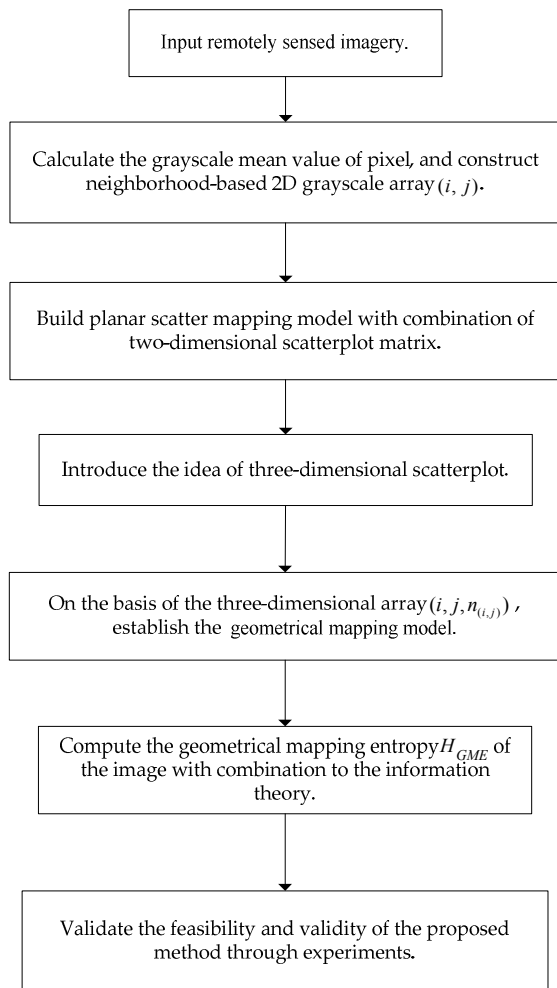 Input remotely sensed imagery.
Calculate the grayscale mean value of pixel, and construct
neighborhood-based 2D grayscale array (i, j).
Build planar scatter mapping model with combination of
two-dimensional scatterplot matrix.
Introduce the idea of three-dimensional scatterplot.
On the basis of the three-dimensional array (i, j, n_{(i,j)}) ,
establish the geometrical mapping model.
Compute the geometrical mapping entropy H_{GME} of
the image with combination to the information
theory.
Validate the feasibility and validity of the proposed
method through experiments.